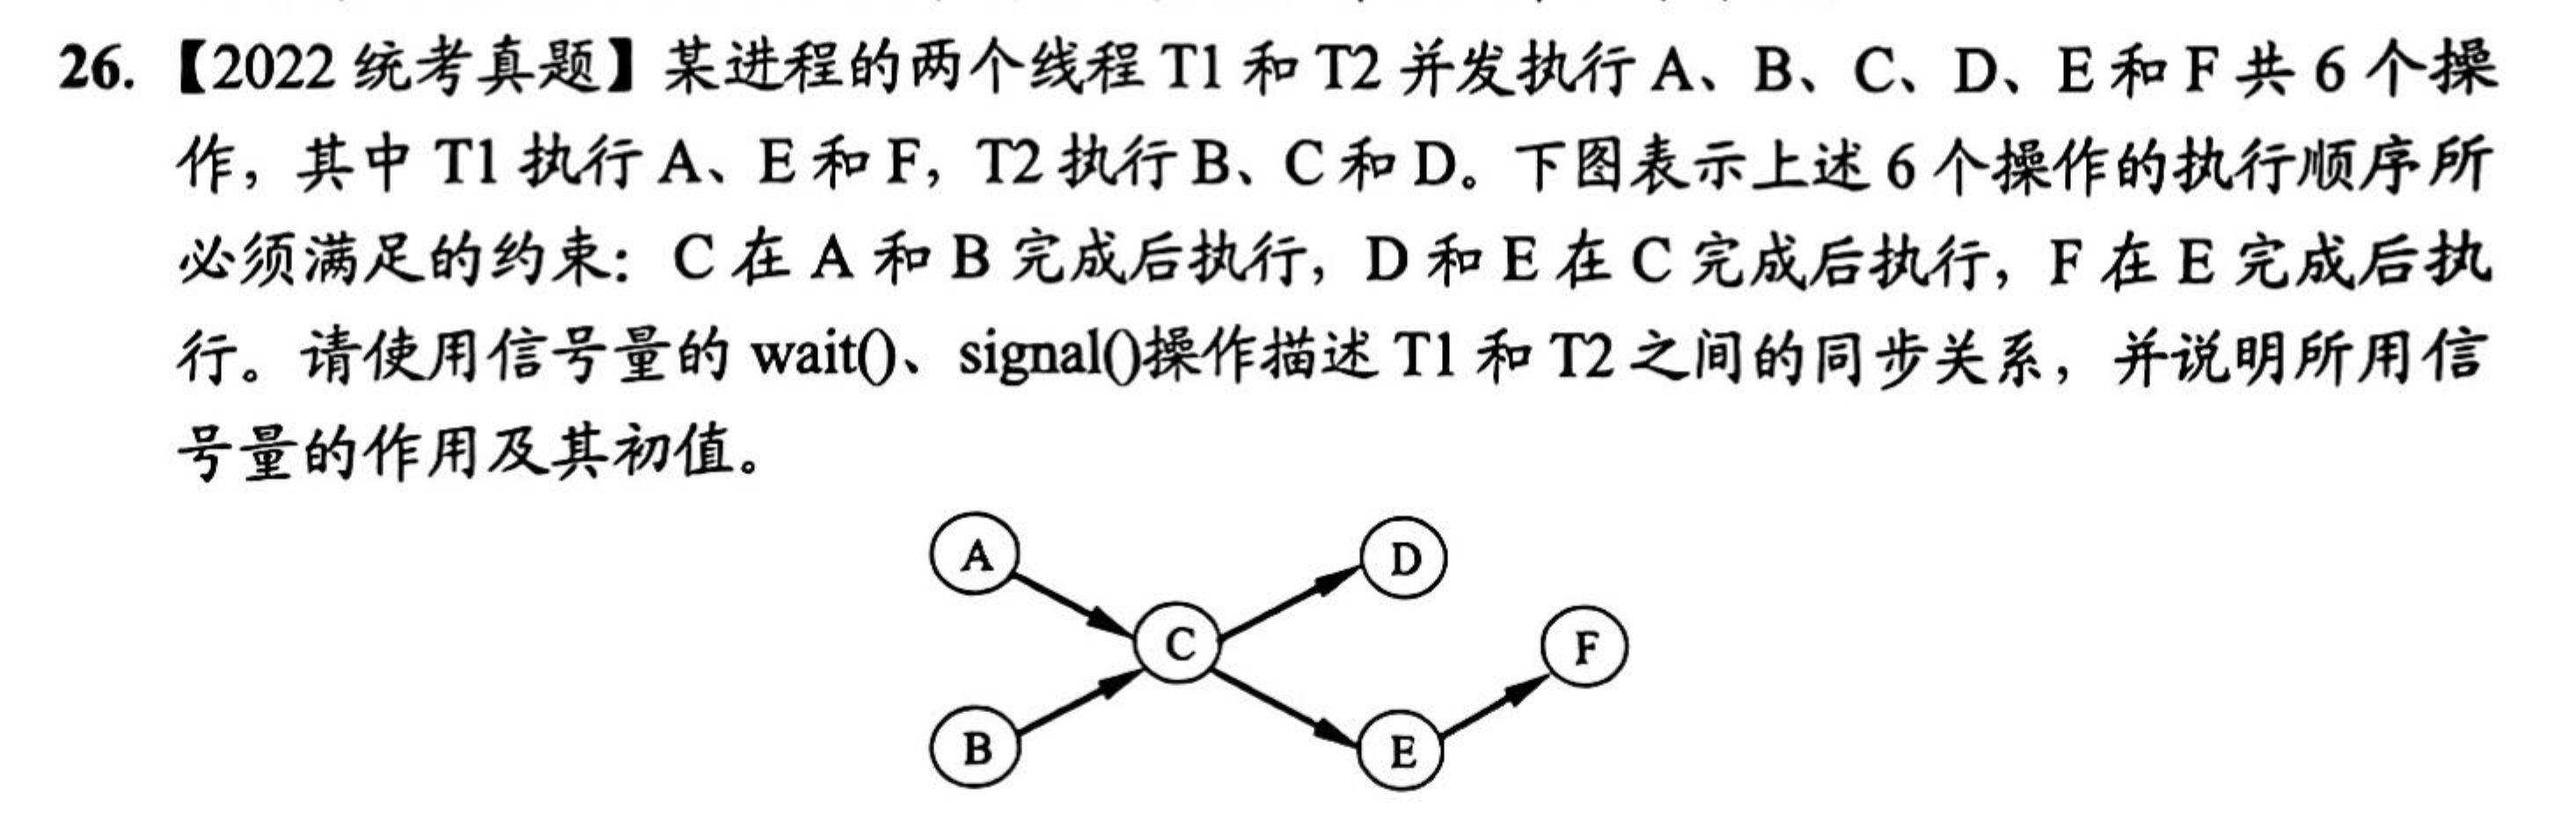 26. 【2022 统考真题】某进程的两个线程 T1 和 T2 并发执行 A、B、C、D、E 和 F 共 6 个操
作，其中 T1 执行 A、E 和 F，T2 执行 B、C 和 D。下图表示上述 6 个操作的执行顺序所
必须满足的约束：C 在 A 和 B 完成后执行，D 和 E 在 C 完成后执行，F 在 E 完成后执
行。请使用信号量的 wait()、signal()操作描述 T1 和 T2 之间的同步关系，并说明所用信
号量的作用及其初值。
A
D
C
F
B
E